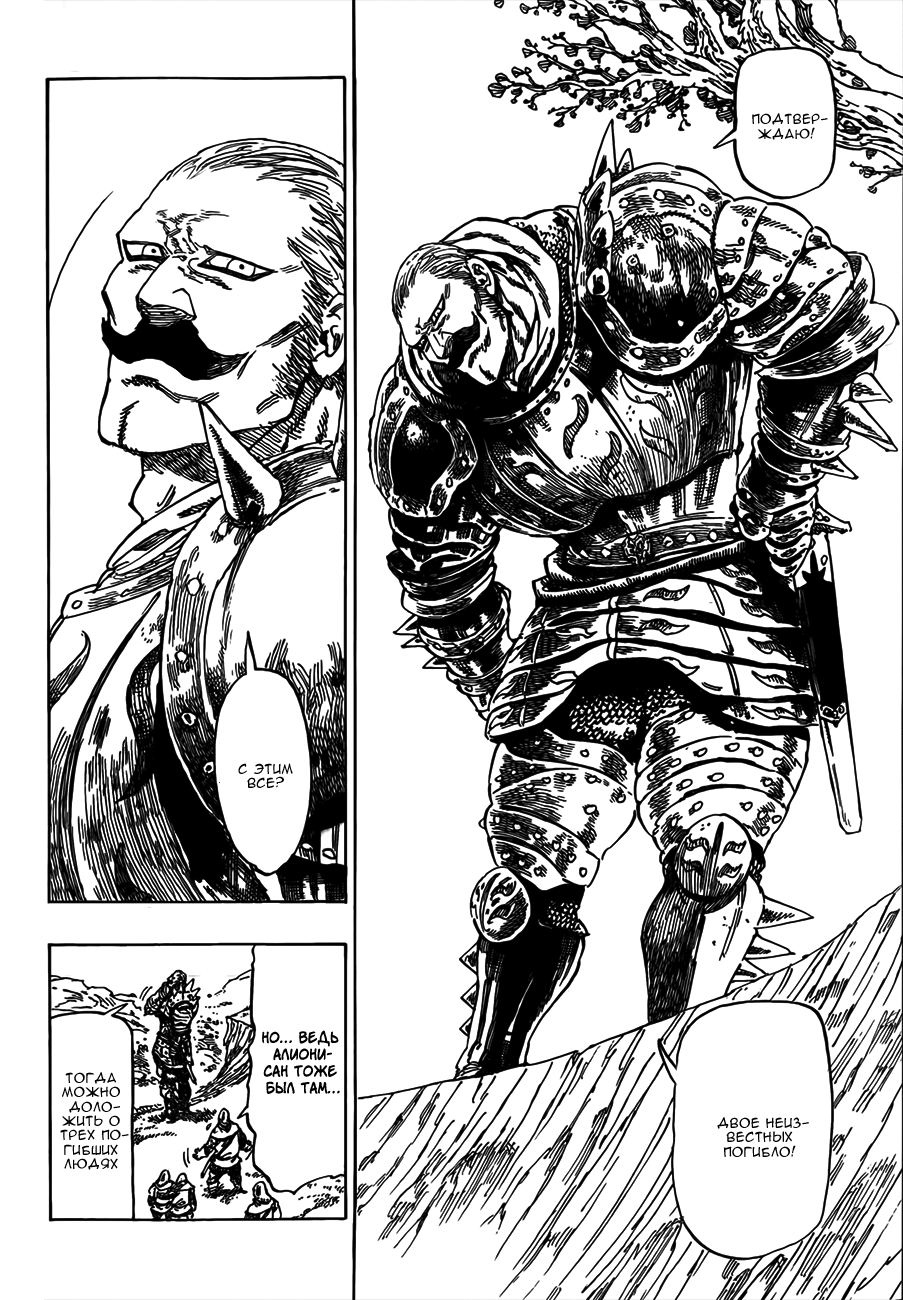 ПОДТВЕР-
ЖДАЮ!
ДВОЕ НЕИЗ-
ВЕСТНЫХ
ПОГИБЛО!
С ЭТИМ
ВСЕ?
НО... ВЕДЬ
АЛИОНИ-
САН ТОЖЕ
БЫЛ ТАМ...
ТОГДА
МОЖНО
ДОЛО-
ЖИТЬ О
ТРЕХ ПО-
ГИБШИХ
ЛЮДЯХ